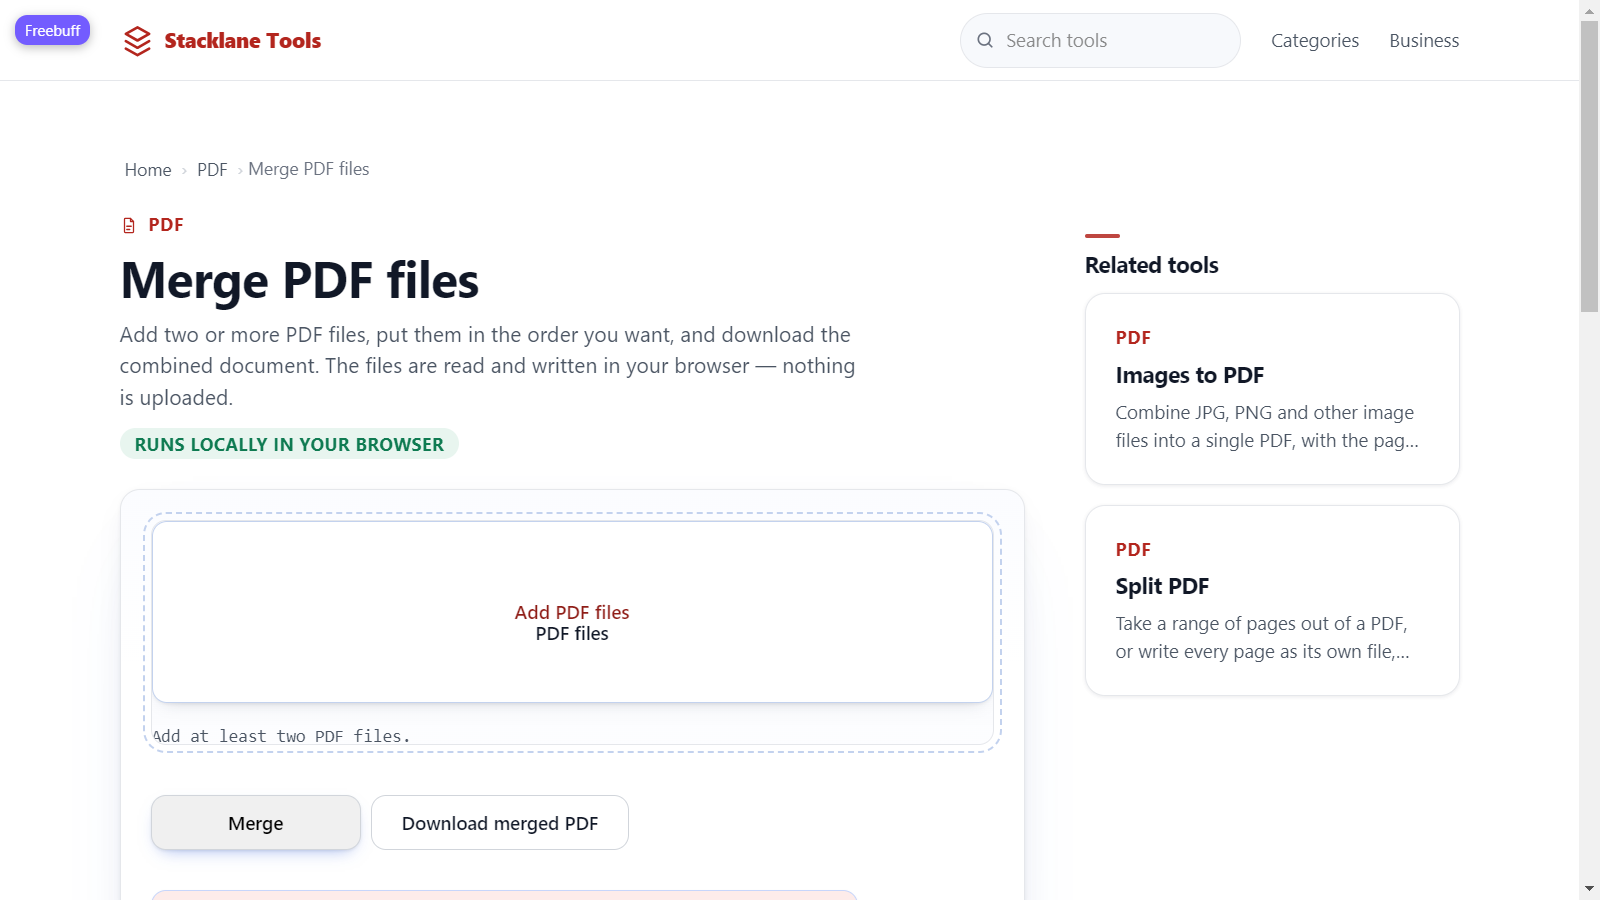 Freebuff
Stacklane Tools
Search tools
Categories
Business
Home › PDF › Merge PDF files
PDF
Merge PDF files
Add two or more PDF files, put them in the order you want, and download the
combined document. The files are read and written in your browser — nothing
is uploaded.
RUNS LOCALLY IN YOUR BROWSER
Add PDF files
PDF files
Add at least two PDF files.
Merge
Download merged PDF
Related tools
PDF
Images to PDF
Combine JPG, PNG and other image
files into a single PDF, with the pag...
PDF
Split PDF
Take a range of pages out of a PDF,
or write every page as its own file,...